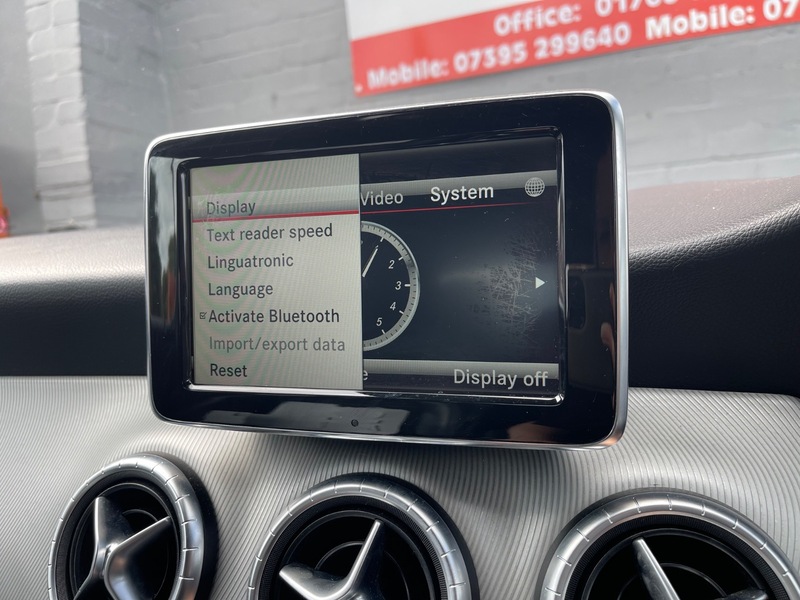 Office:
Mobile: 07395 299640 Mobile: 07
Video System
Display
Text reader speed
Linguatronic
Language
Activate Bluetooth
Import/export data
Reset
2
3
4
5
Display off